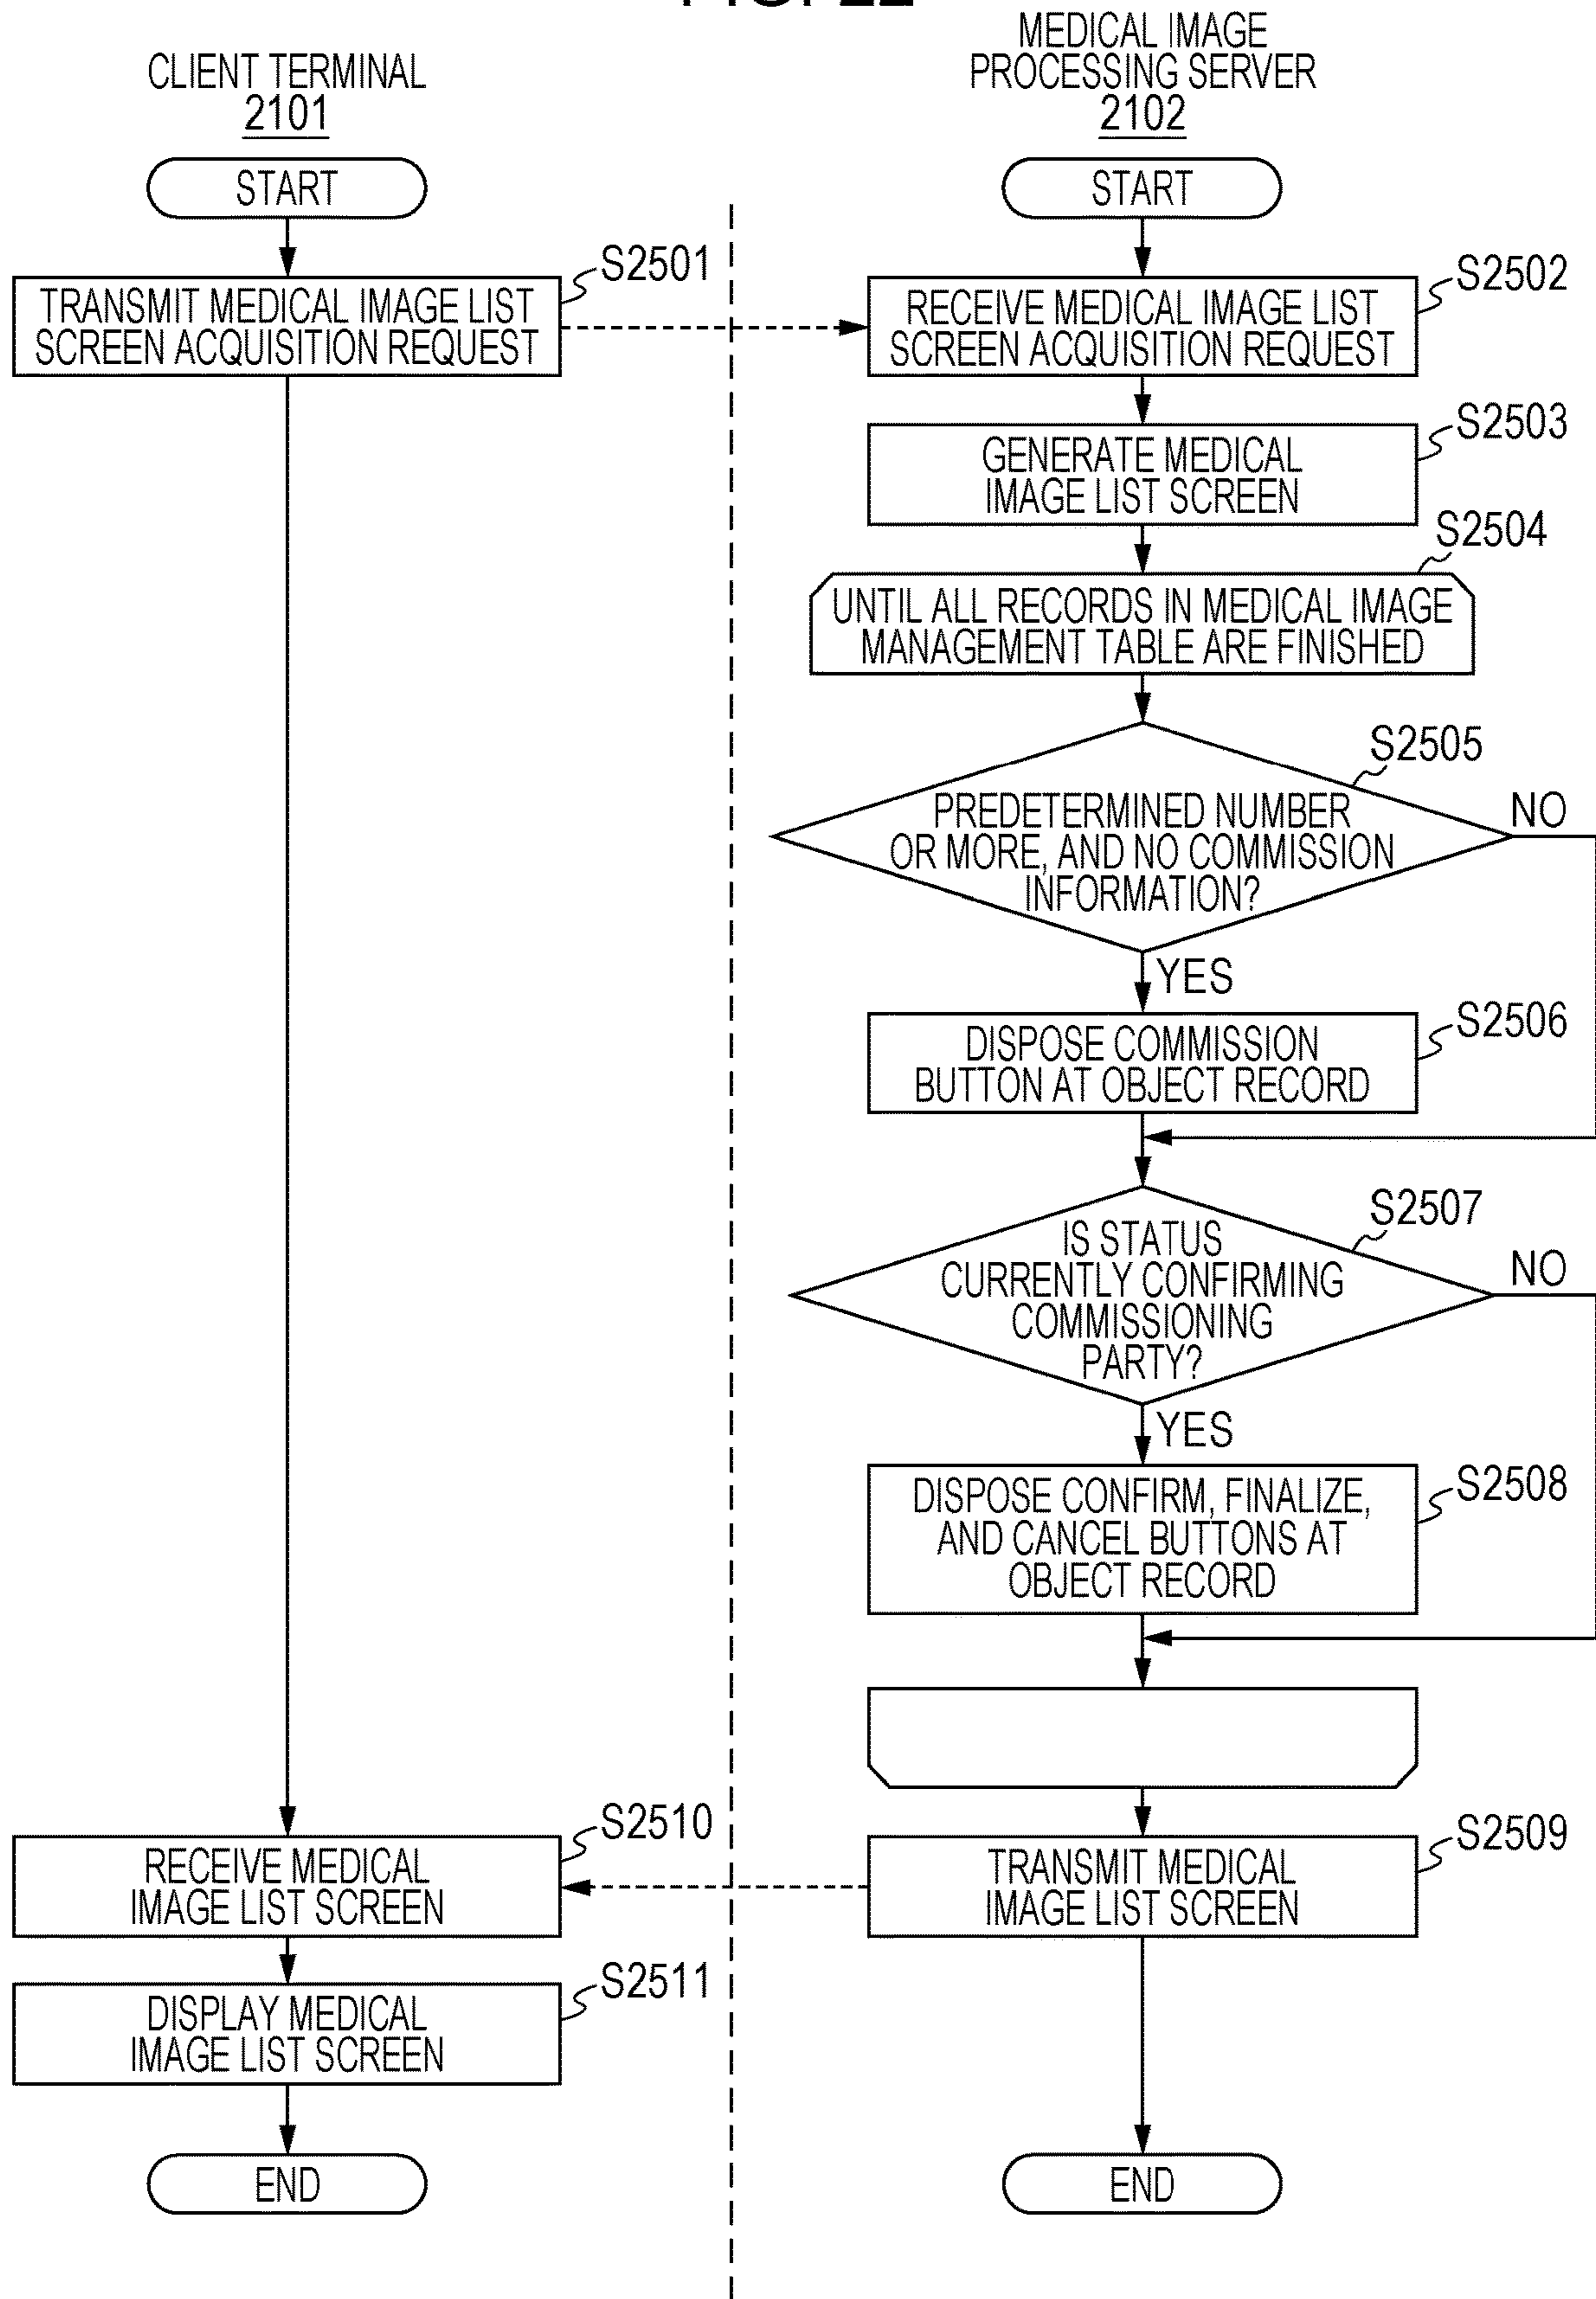 CLIENT TERMINAL
2101
MEDICAL IMAGE
PROCESSING SERVER
2102
START
START
S2501
TRANSMIT MEDICAL IMAGE LIST
SCREEN ACQUISITION REQUEST
S2502
RECEIVE MEDICAL IMAGE LIST
SCREEN ACQUISITION REQUEST
S2503
GENERATE MEDICAL
IMAGE LIST SCREEN
S2504
UNTIL ALL RECORDS IN MEDICAL IMAGE
MANAGEMENT TABLE ARE FINISHED
S2505
PREDETERMINED NUMBER
OR MORE, AND NO COMMISSION
INFORMATION?
NO
YES
S2506
DISPOSE COMMISSION
BUTTON AT OBJECT RECORD
S2507
IS STATUS
CURRENTLY CONFIRMING
COMMISSIONING
PARTY?
NO
YES
S2508
DISPOSE CONFIRM, FINALIZE,
AND CANCEL BUTTONS AT
OBJECT RECORD
S2510
RECEIVE MEDICAL
IMAGE LIST SCREEN
S2509
TRANSMIT MEDICAL
IMAGE LIST SCREEN
S2511
DISPLAY MEDICAL
IMAGE LIST SCREEN
END
END